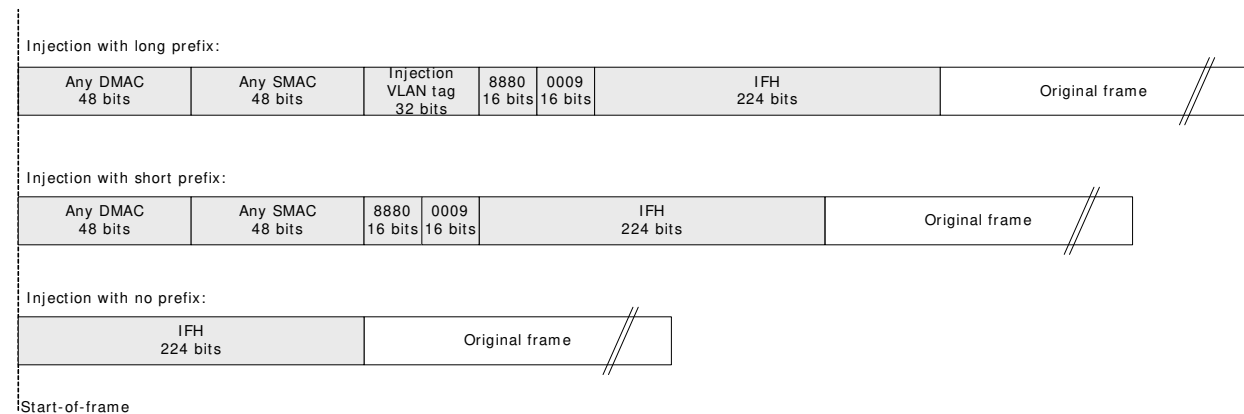 Injection with long prefix:
Any DMAC
48 bits
Any SMAC
48 bits
Injection
VLAN tag
32 bits
8880
16 bits
0009
16 bits
IFH
224 bits
Original frame
Injection with short prefix:
Any DMAC
48 bits
Any SMAC
48 bits
8880
16 bits
0009
16 bits
IFH
224 bits
Original frame
Injection with no prefix:
IFH
224 bits
Original frame
Start-of-frame